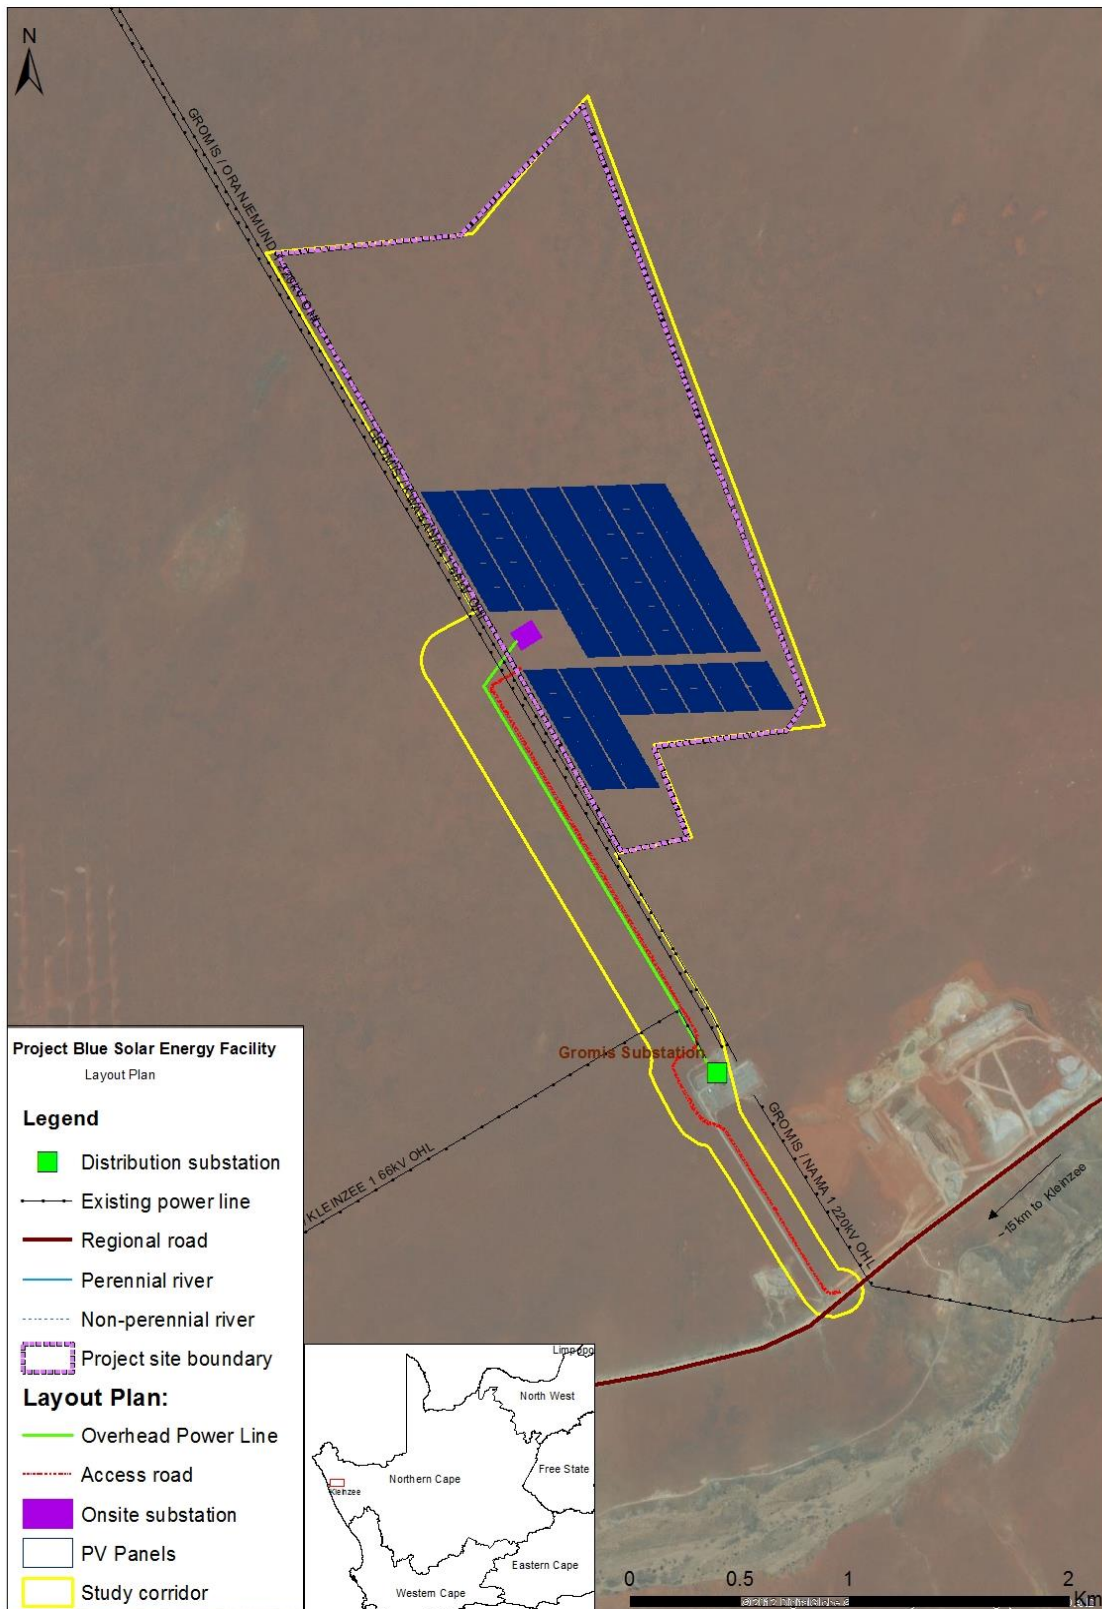 N
GROMIS / ORANJEMUND
OHL
Gromis Substation
GROMIS / NAMA 1 220kV OHL
/KLEINZEE 1 66kV OHL
~15km to Kleinzee
Project Blue Solar Energy Facility
Layout Plan
Legend
Distribution substation
Existing power line
Regional road
Perennial river
Non-perennial river
Project site boundary
Layout Plan:
Overhead Power Line
Access road
Onsite substation
PV Panels
Study corridor
Limpopo
North West
Northern Cape
Free State
Kleinzee
Eastern Cape
Western Cape
0 0.5 1 2
Km